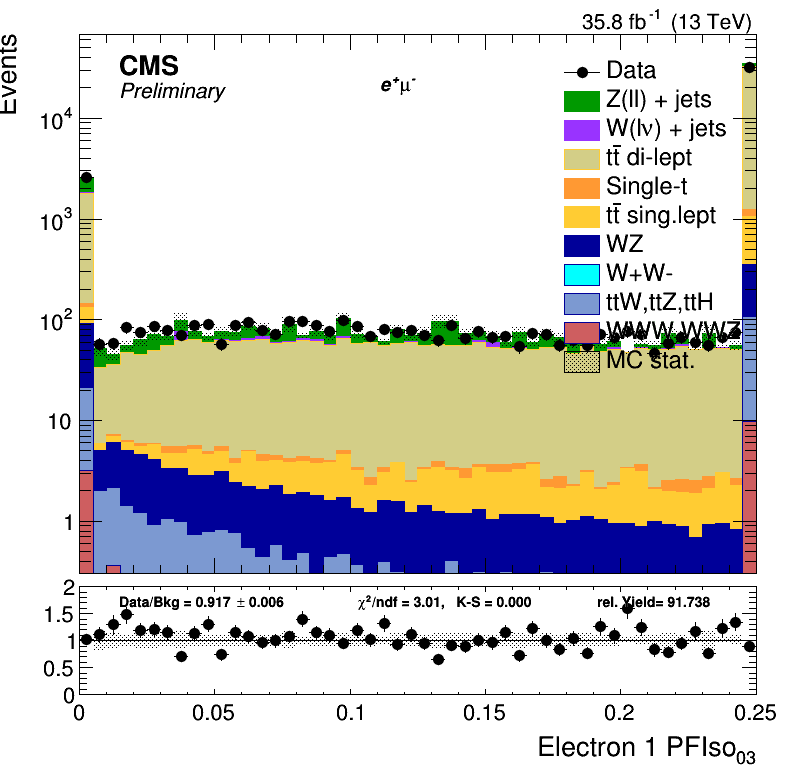 35.8 fb⁻¹ (13 TeV)
Events
CMS
Preliminary
e⁺μ⁻
Data
Z(ll) + jets
W(lν) + jets
tt̄ di-lept
Single-t
tt̄ sing.lept
WZ
W+W-
ttW,ttZ,ttH
WWW,WWZ
MC stat.
10⁴
10³
10²
10
1
Data/Bkg = 0.917 ± 0.006 χ²/ndf = 3.01, K-S = 0.000 rel. Yield= 91.738
2
1.5
1
0.5
0
0 0.05 0.1 0.15 0.2 0.25
Electron 1 PFIso₀₃